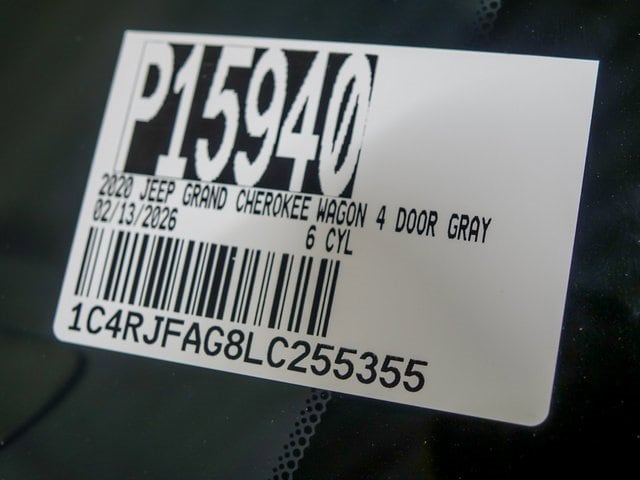 P15940
2020 JEEP GRAND CHEROKEE WAGON 4 DOOR GRAY
02/13/2026
6 CYL
1C4RJFAG8LC255355